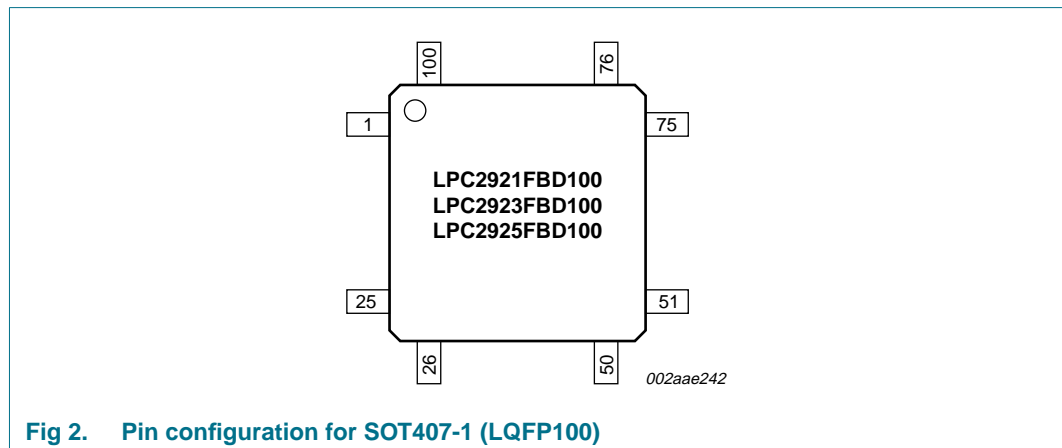 100
76
1
75
LPC2921FBD100
LPC2923FBD100
LPC2925FBD100
25
51
26
50
002aae242
Fig 2. Pin configuration for SOT407-1 (LQFP100)